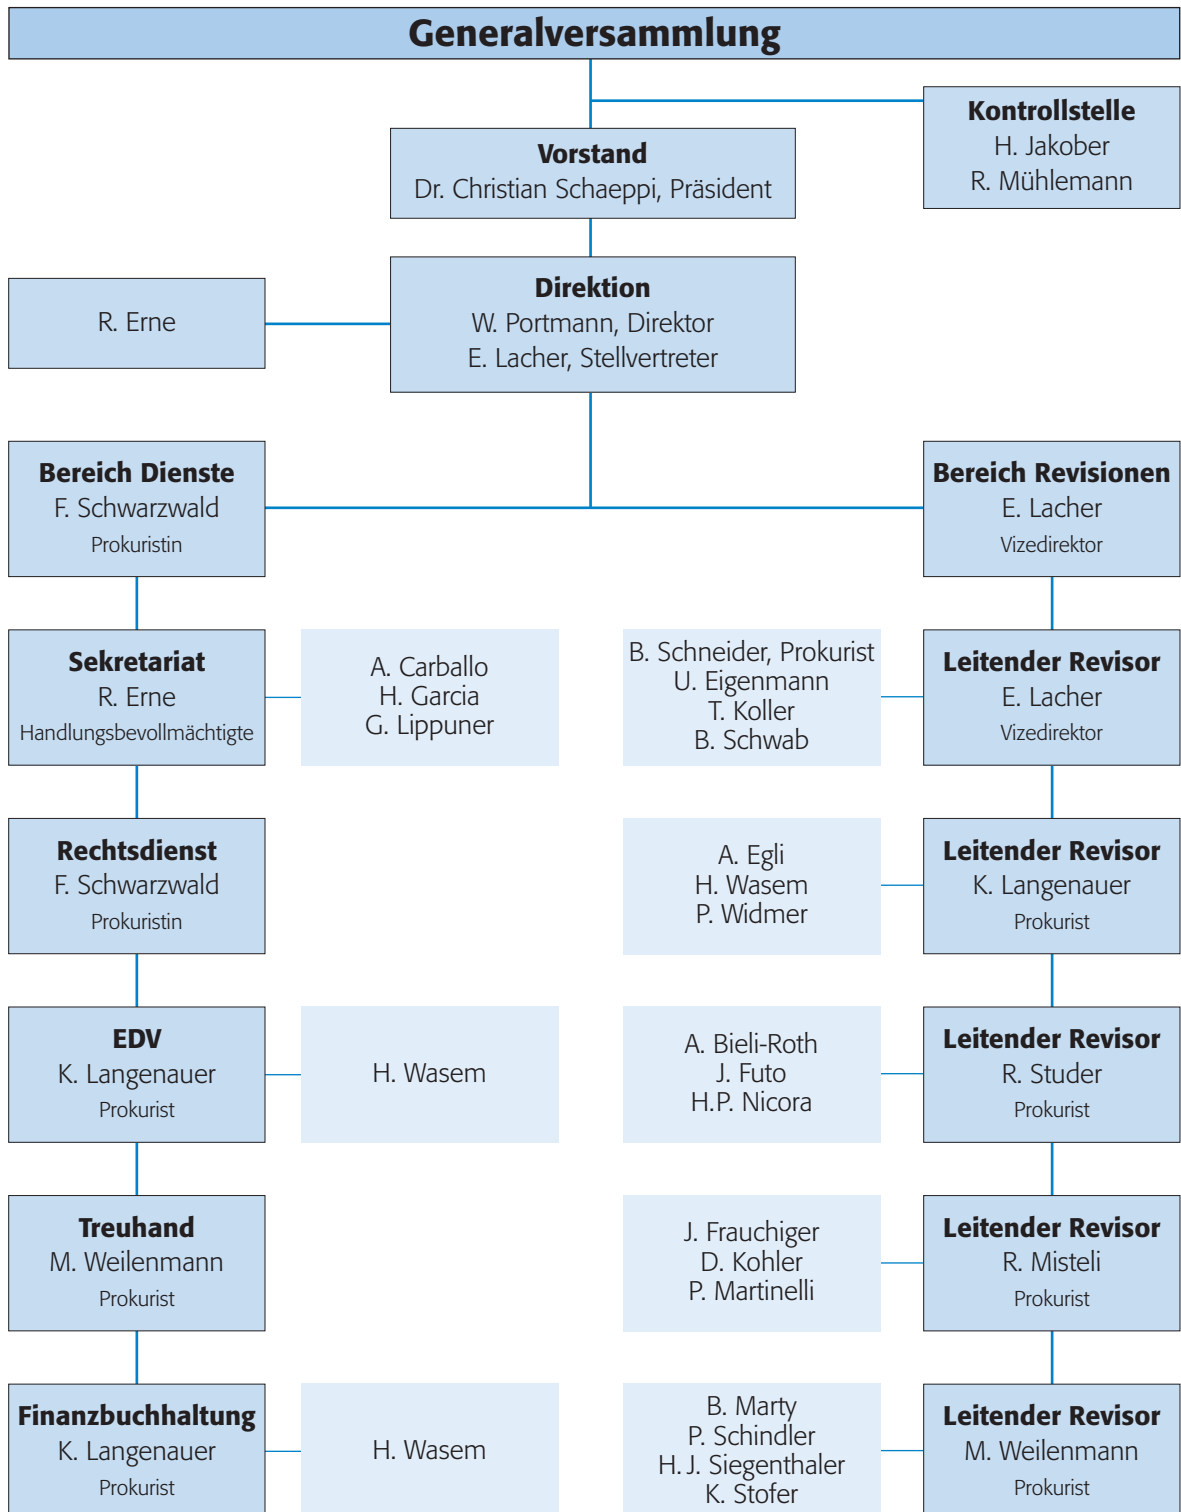 Generalversammlung
Kontrollstelle
H. Jakober
R. Mühlemann
Vorstand
Dr. Christian Schaeppi, Präsident
Direktion
W. Portmann, Direktor
E. Lacher, Stellvertreter
R. Erne
Bereich Dienste
F. Schwarzwald
Prokuristin
Bereich Revisionen
E. Lacher
Vizedirektor
Sekretariat
R. Erne
Handlungsbevollmächtigte
A. Carballo
H. Garcia
G. Lippuner
B. Schneider, Prokurist
U. Eigenmann
T. Koller
B. Schwab
Leitender Revisor
E. Lacher
Vizedirektor
Rechtsdienst
F. Schwarzwald
Prokuristin
A. Egli
H. Wasem
P. Widmer
Leitender Revisor
K. Langenauer
Prokurist
EDV
K. Langenauer
Prokurist
H. Wasem
A. Bieli-Roth
J. Futo
H.P. Nicora
Leitender Revisor
R. Studer
Prokurist
Treuhand
M. Weilenmann
Prokurist
J. Frauchiger
D. Kohler
P. Martinelli
Leitender Revisor
R. Misteli
Prokurist
Finanzbuchhaltung
K. Langenauer
Prokurist
H. Wasem
B. Marty
P. Schindler
H. J. Siegenthaler
K. Stofer
Leitender Revisor
M. Weilenmann
Prokurist